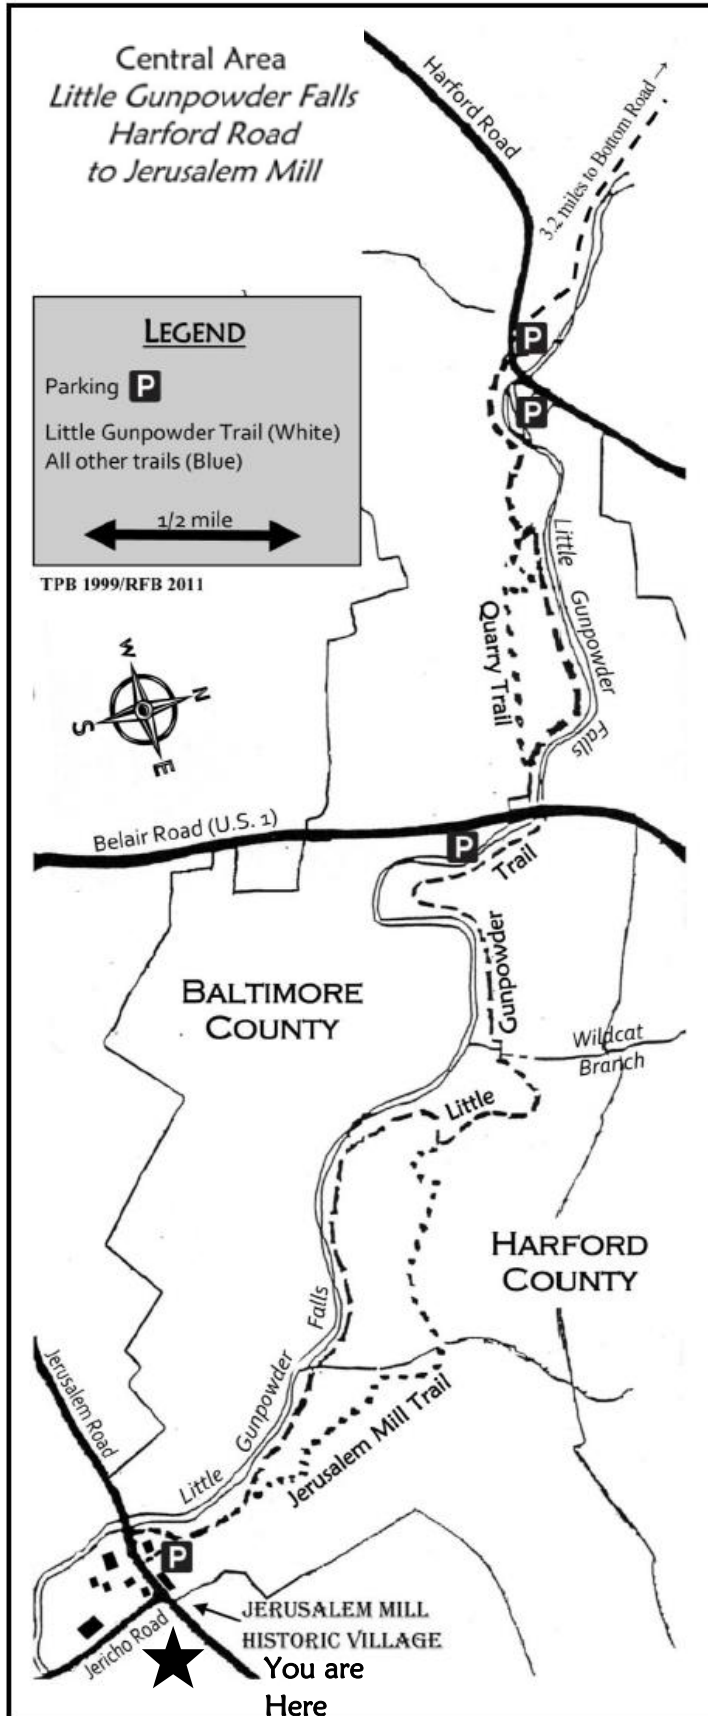 Central Area
Little Gunpowder Falls
Harford Road
to Jerusalem Mill
Harford Road
3.2 miles to Bottom Road →
LEGEND
Parking P
Little Gunpowder Trail (White)
All other trails (Blue)
1/2 mile
TPB 1999/RFB 2011
P
P
W
N
S
E
Little
Gunpowder
Falls
Quarry Trail
Belair Road (U.S. 1)
P
Trail
Gunpowder
Little
BALTIMORE
COUNTY
Wildcat
Branch
HARFORD
COUNTY
Falls
Gunpowder
Little
Jerusalem Road
Jerusalem Mill Trail
P
JERUSALEM MILL
HISTORIC VILLAGE
Jericho Road
You are
Here